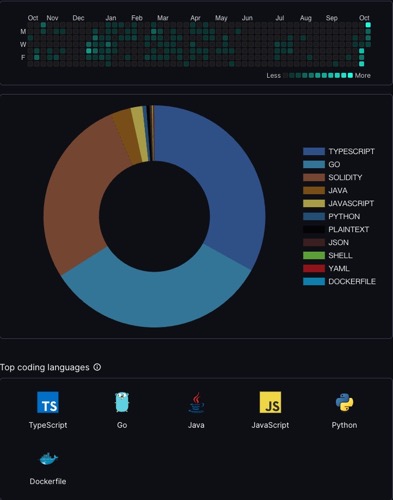 Oct Nov Dec Jan Feb Mar Apr May Jun Jul Aug Sep Oct
M
W
F
Less More
TYPESCRIPT
GO
SOLIDITY
JAVA
JAVASCRIPT
PYTHON
PLAINTEXT
JSON
SHELL
YAML
DOCKERFILE
Top coding languages
TS JS
TypeScript Go Java JavaScript Python
Dockerfile